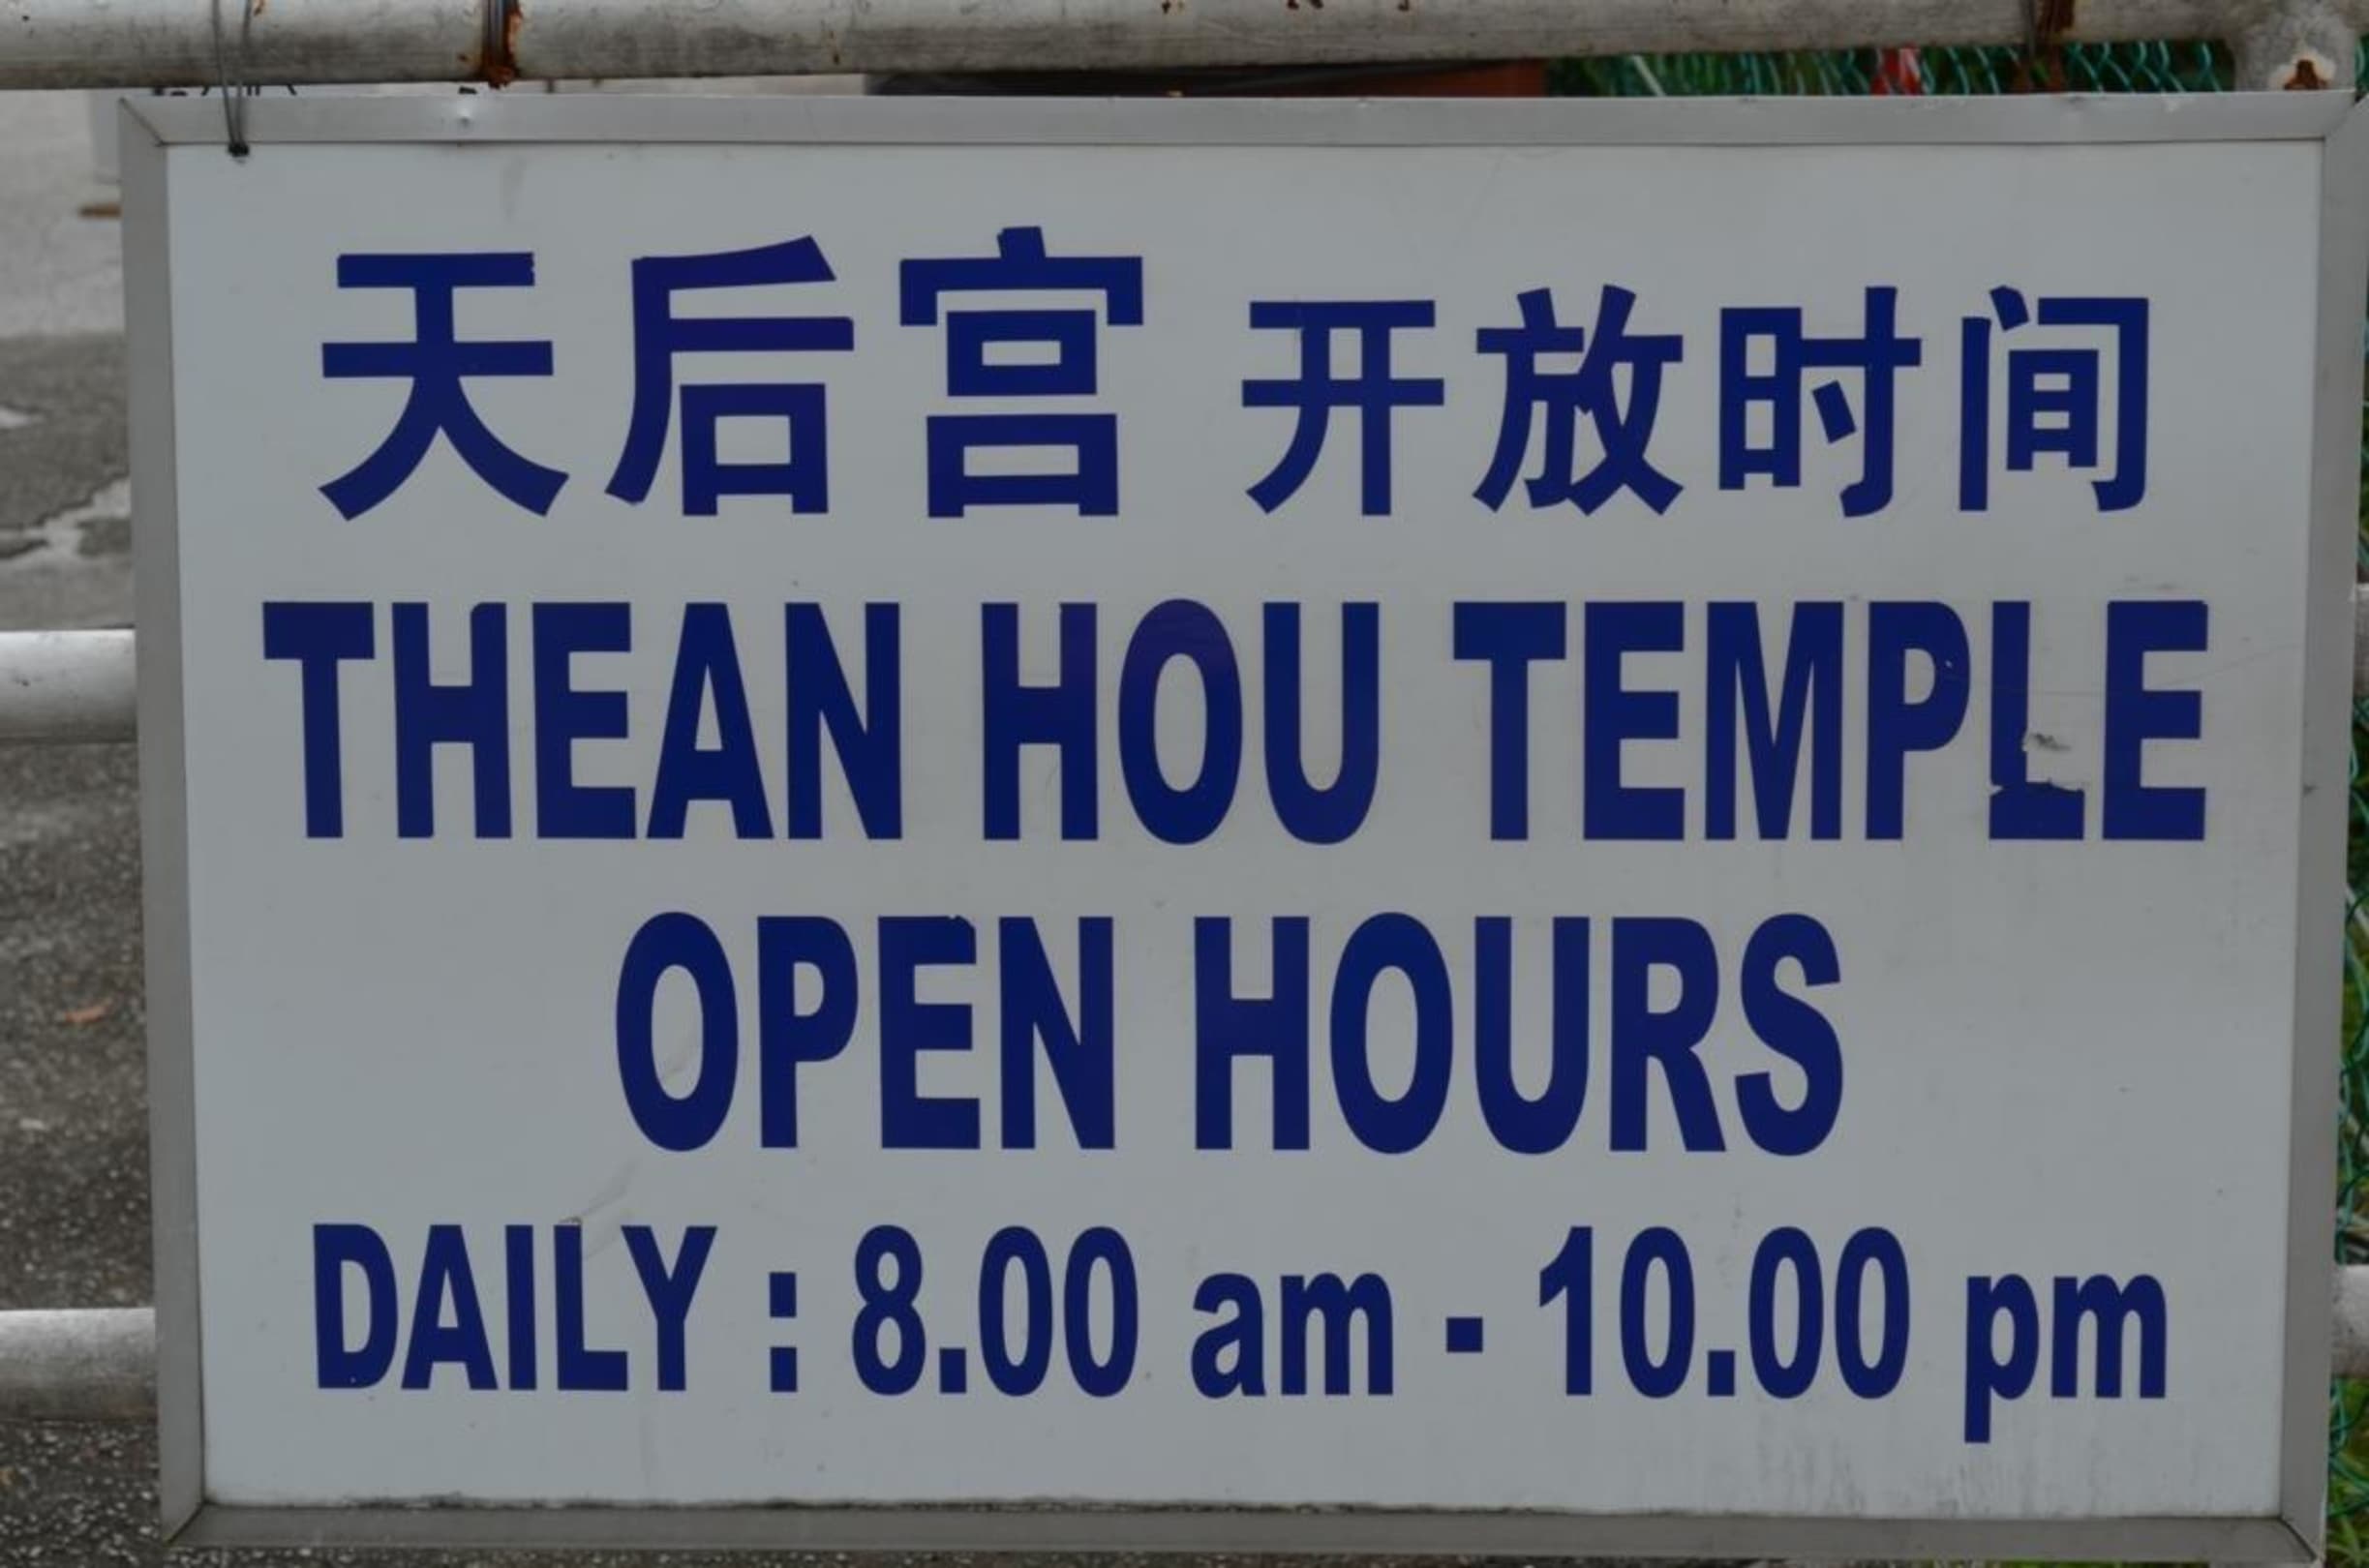 天后宫 开放时间
THEAN HOU TEMPLE
OPEN HOURS
DAILY : 8.00 am - 10.00 pm